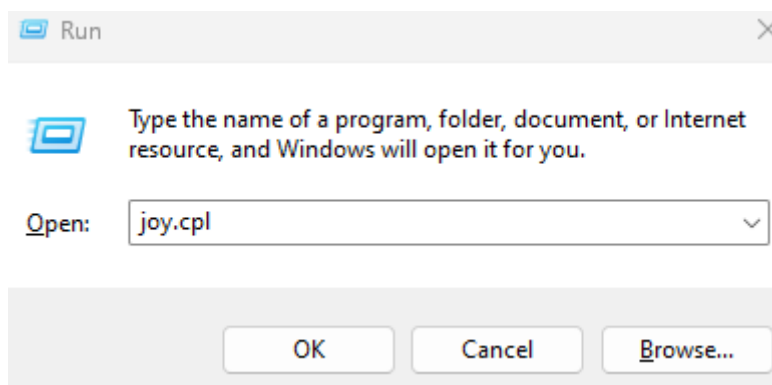 Run
Type the name of a program, folder, document, or Internet
resource, and Windows will open it for you.
Open: joy.cpl
OK Cancel Browse...